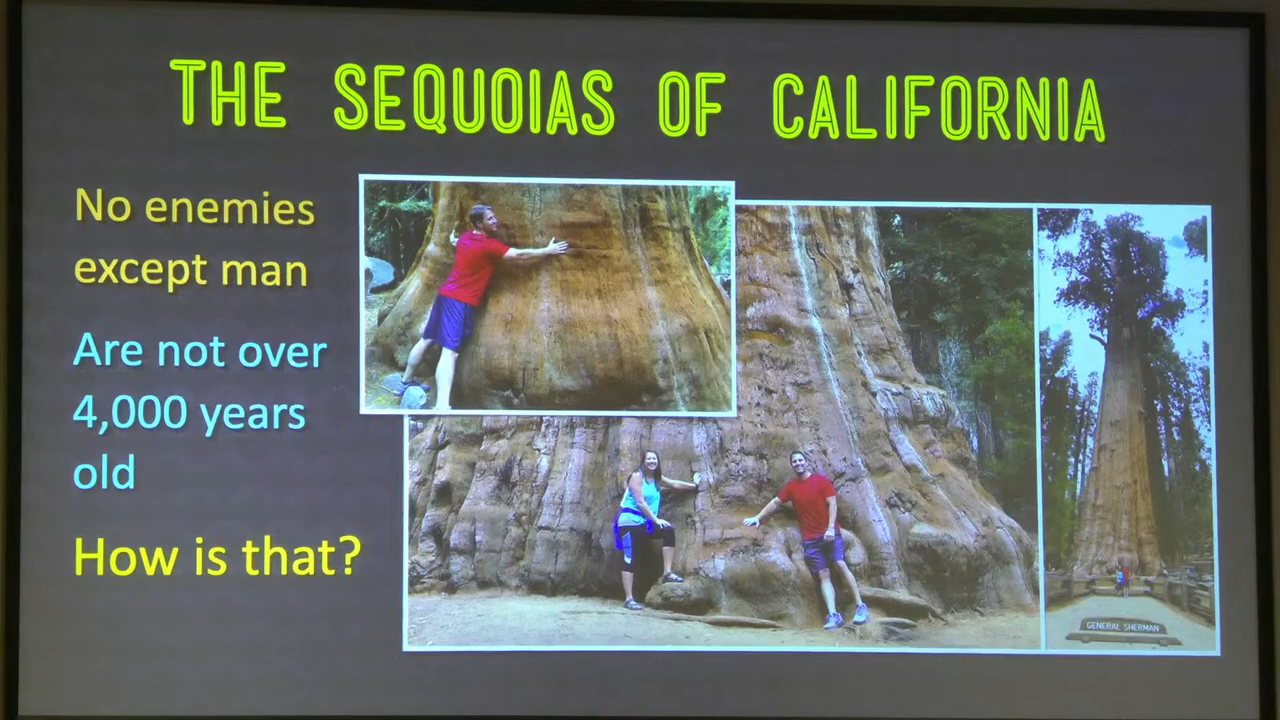 THE SEQUOIAS OF CALIFORNIA
No enemies
except man
Are not over
4,000 years
old
How is that?
GENERAL SHERMAN